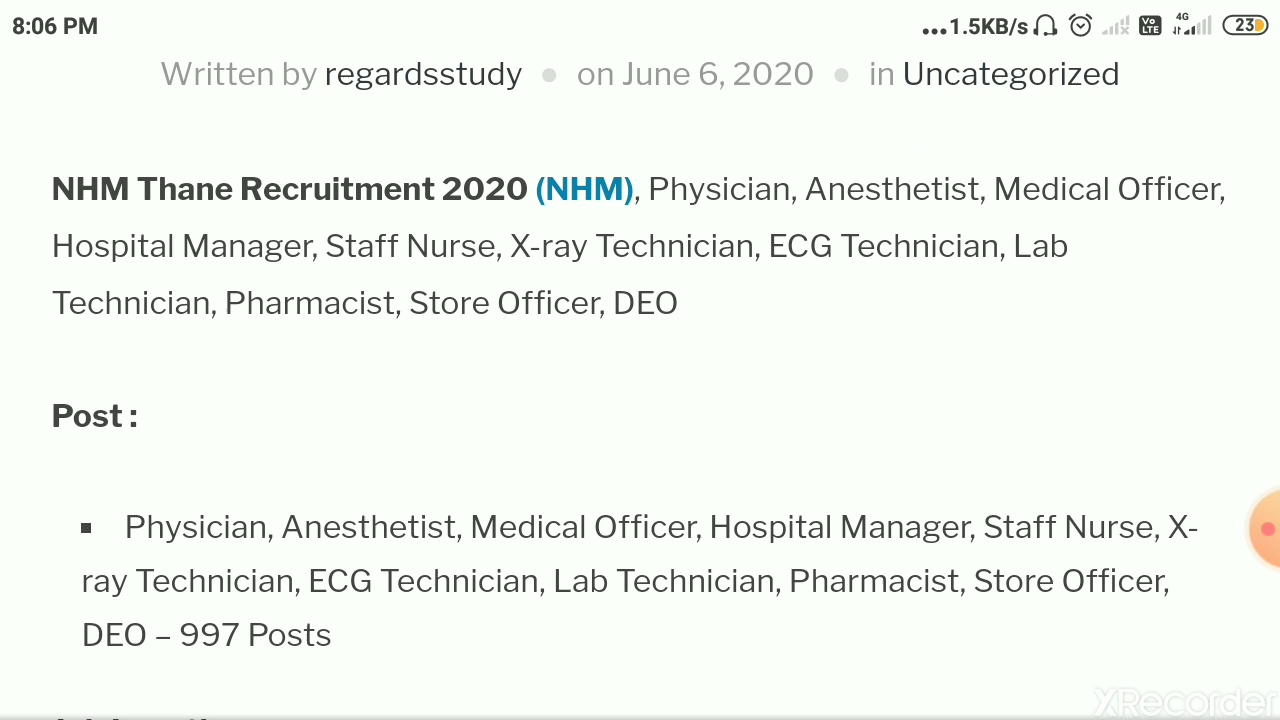 8:06 PM
...1.5KB/s
Vo LTE
4G
23
Written by regardsstudy on June 6, 2020 in Uncategorized
NHM Thane Recruitment 2020 (NHM), Physician, Anesthetist, Medical Officer,
Hospital Manager, Staff Nurse, X-ray Technician, ECG Technician, Lab
Technician, Pharmacist, Store Officer, DEO
Post :
Physician, Anesthetist, Medical Officer, Hospital Manager, Staff Nurse, X-
ray Technician, ECG Technician, Lab Technician, Pharmacist, Store Officer,
DEO – 997 Posts
XRecorder